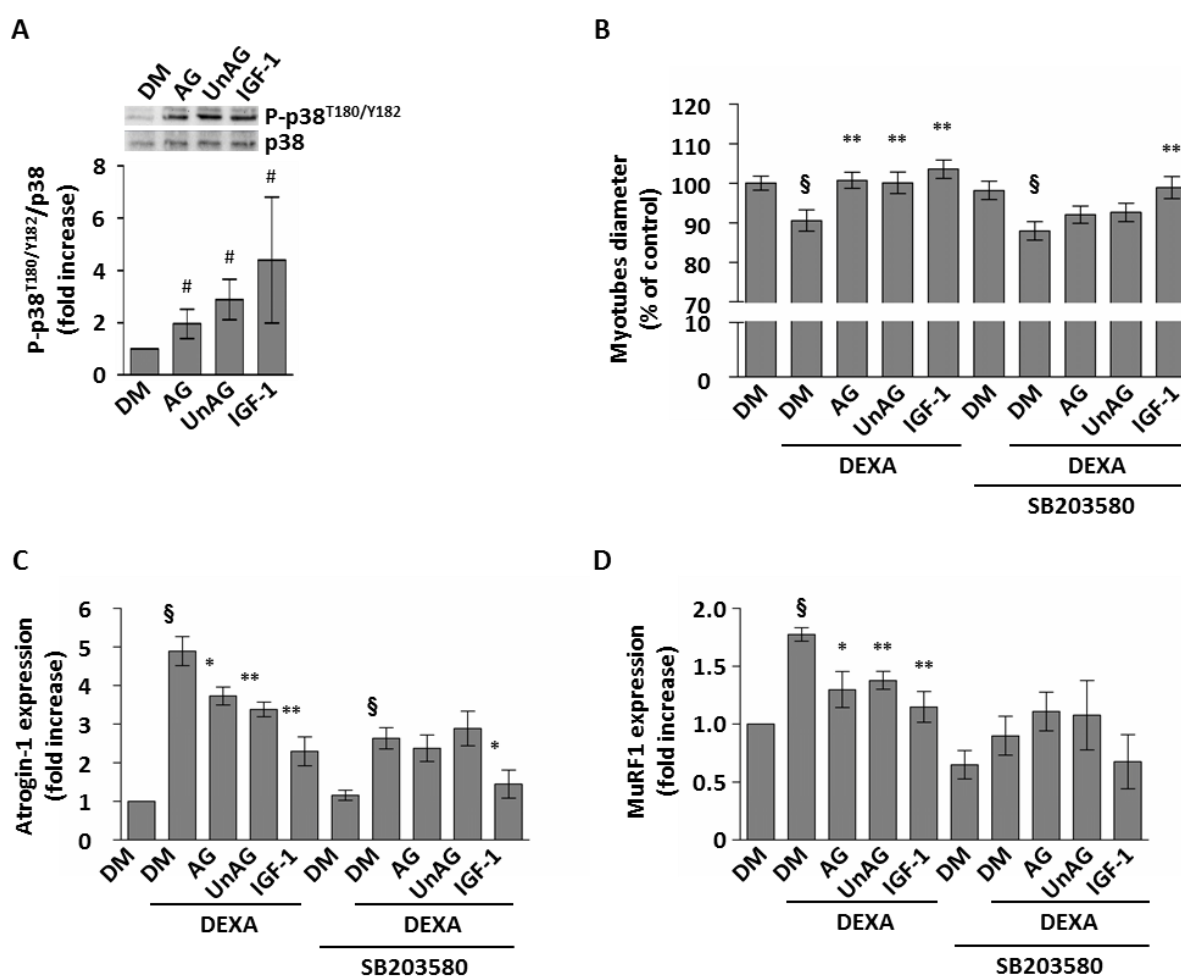 A
DM AG UnAG IGF-1
P-p38T180/Y182
p38
P-p38T180/Y182/p38
(fold increase)
8
6
4
2
0
#
#
#
DM AG UnAG IGF-1
B
Myotubes diameter
(% of control)
120
110
100
90
80
70
10
0
§ ** ** ** § **
DM DM AG UnAG IGF-1 DM DM AG UnAG IGF-1
DEXA DEXA
SB203580
C
Atrogin-1 expression
(fold increase)
6
5
4
3
2
1
0
§ * ** ** § *
DM DM AG UnAG IGF-1 DM DM AG UnAG IGF-1
DEXA DEXA
SB203580
D
MuRF1 expression
(fold increase)
2.0
1.5
1.0
0.5
0
§ * ** **
DM DM AG UnAG IGF-1 DM DM AG UnAG IGF-1
DEXA DEXA
SB203580